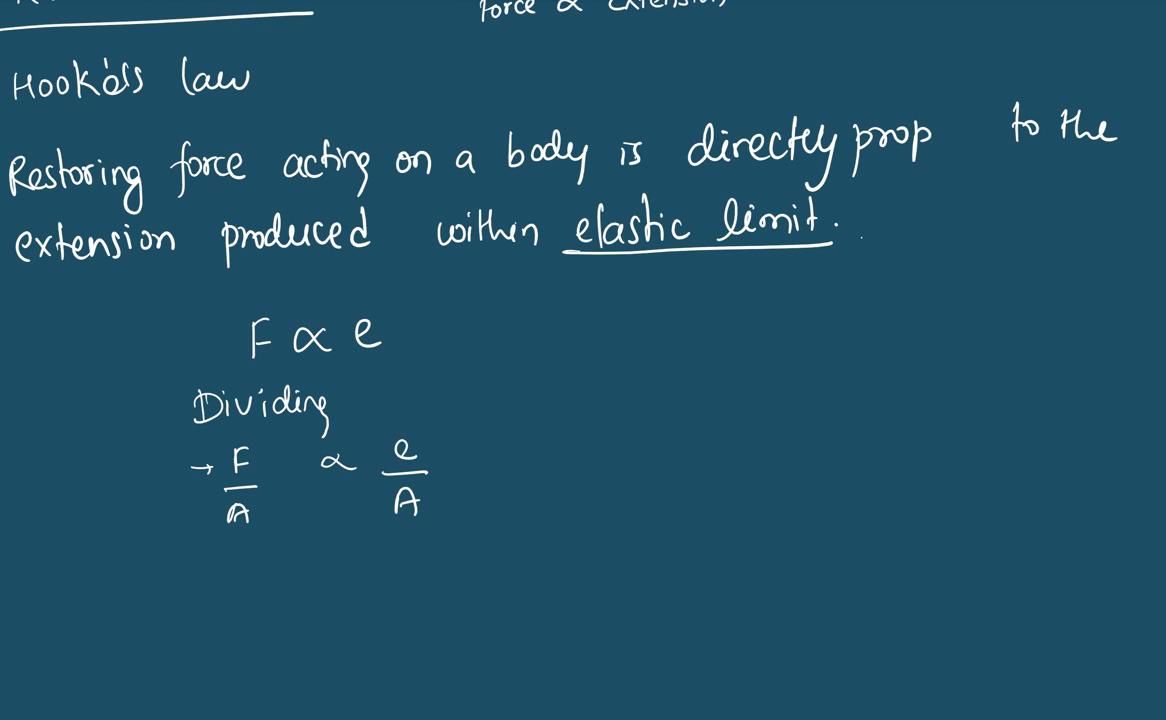 force ∝ extension
Hook's law
Restoring force acting on a body is directly prop to the
extension produced within elastic limit.
F ∝ e
Dividing
→ F/A ∝ e/A